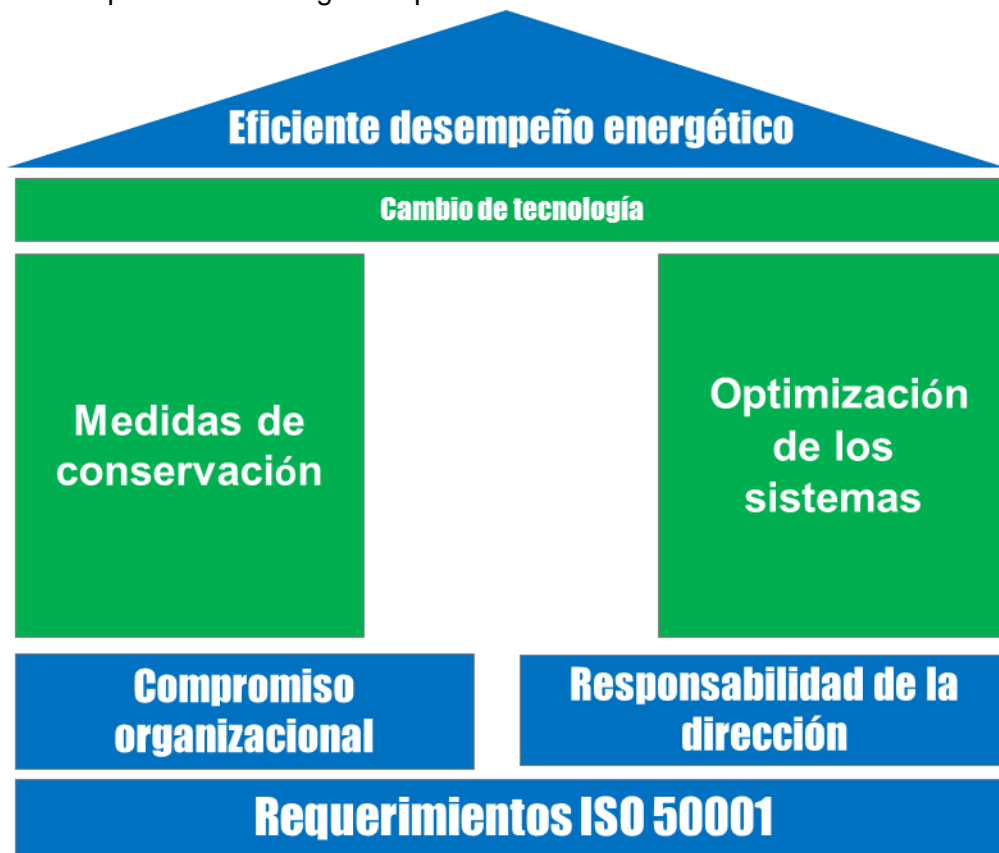 Eficiente desempeño energético
Cambio de tecnología
Medidas de
conservación
Optimización
de los
sistemas
Compromiso
organizacional
Responsabilidad de la
dirección
Requerimientos ISO 50001